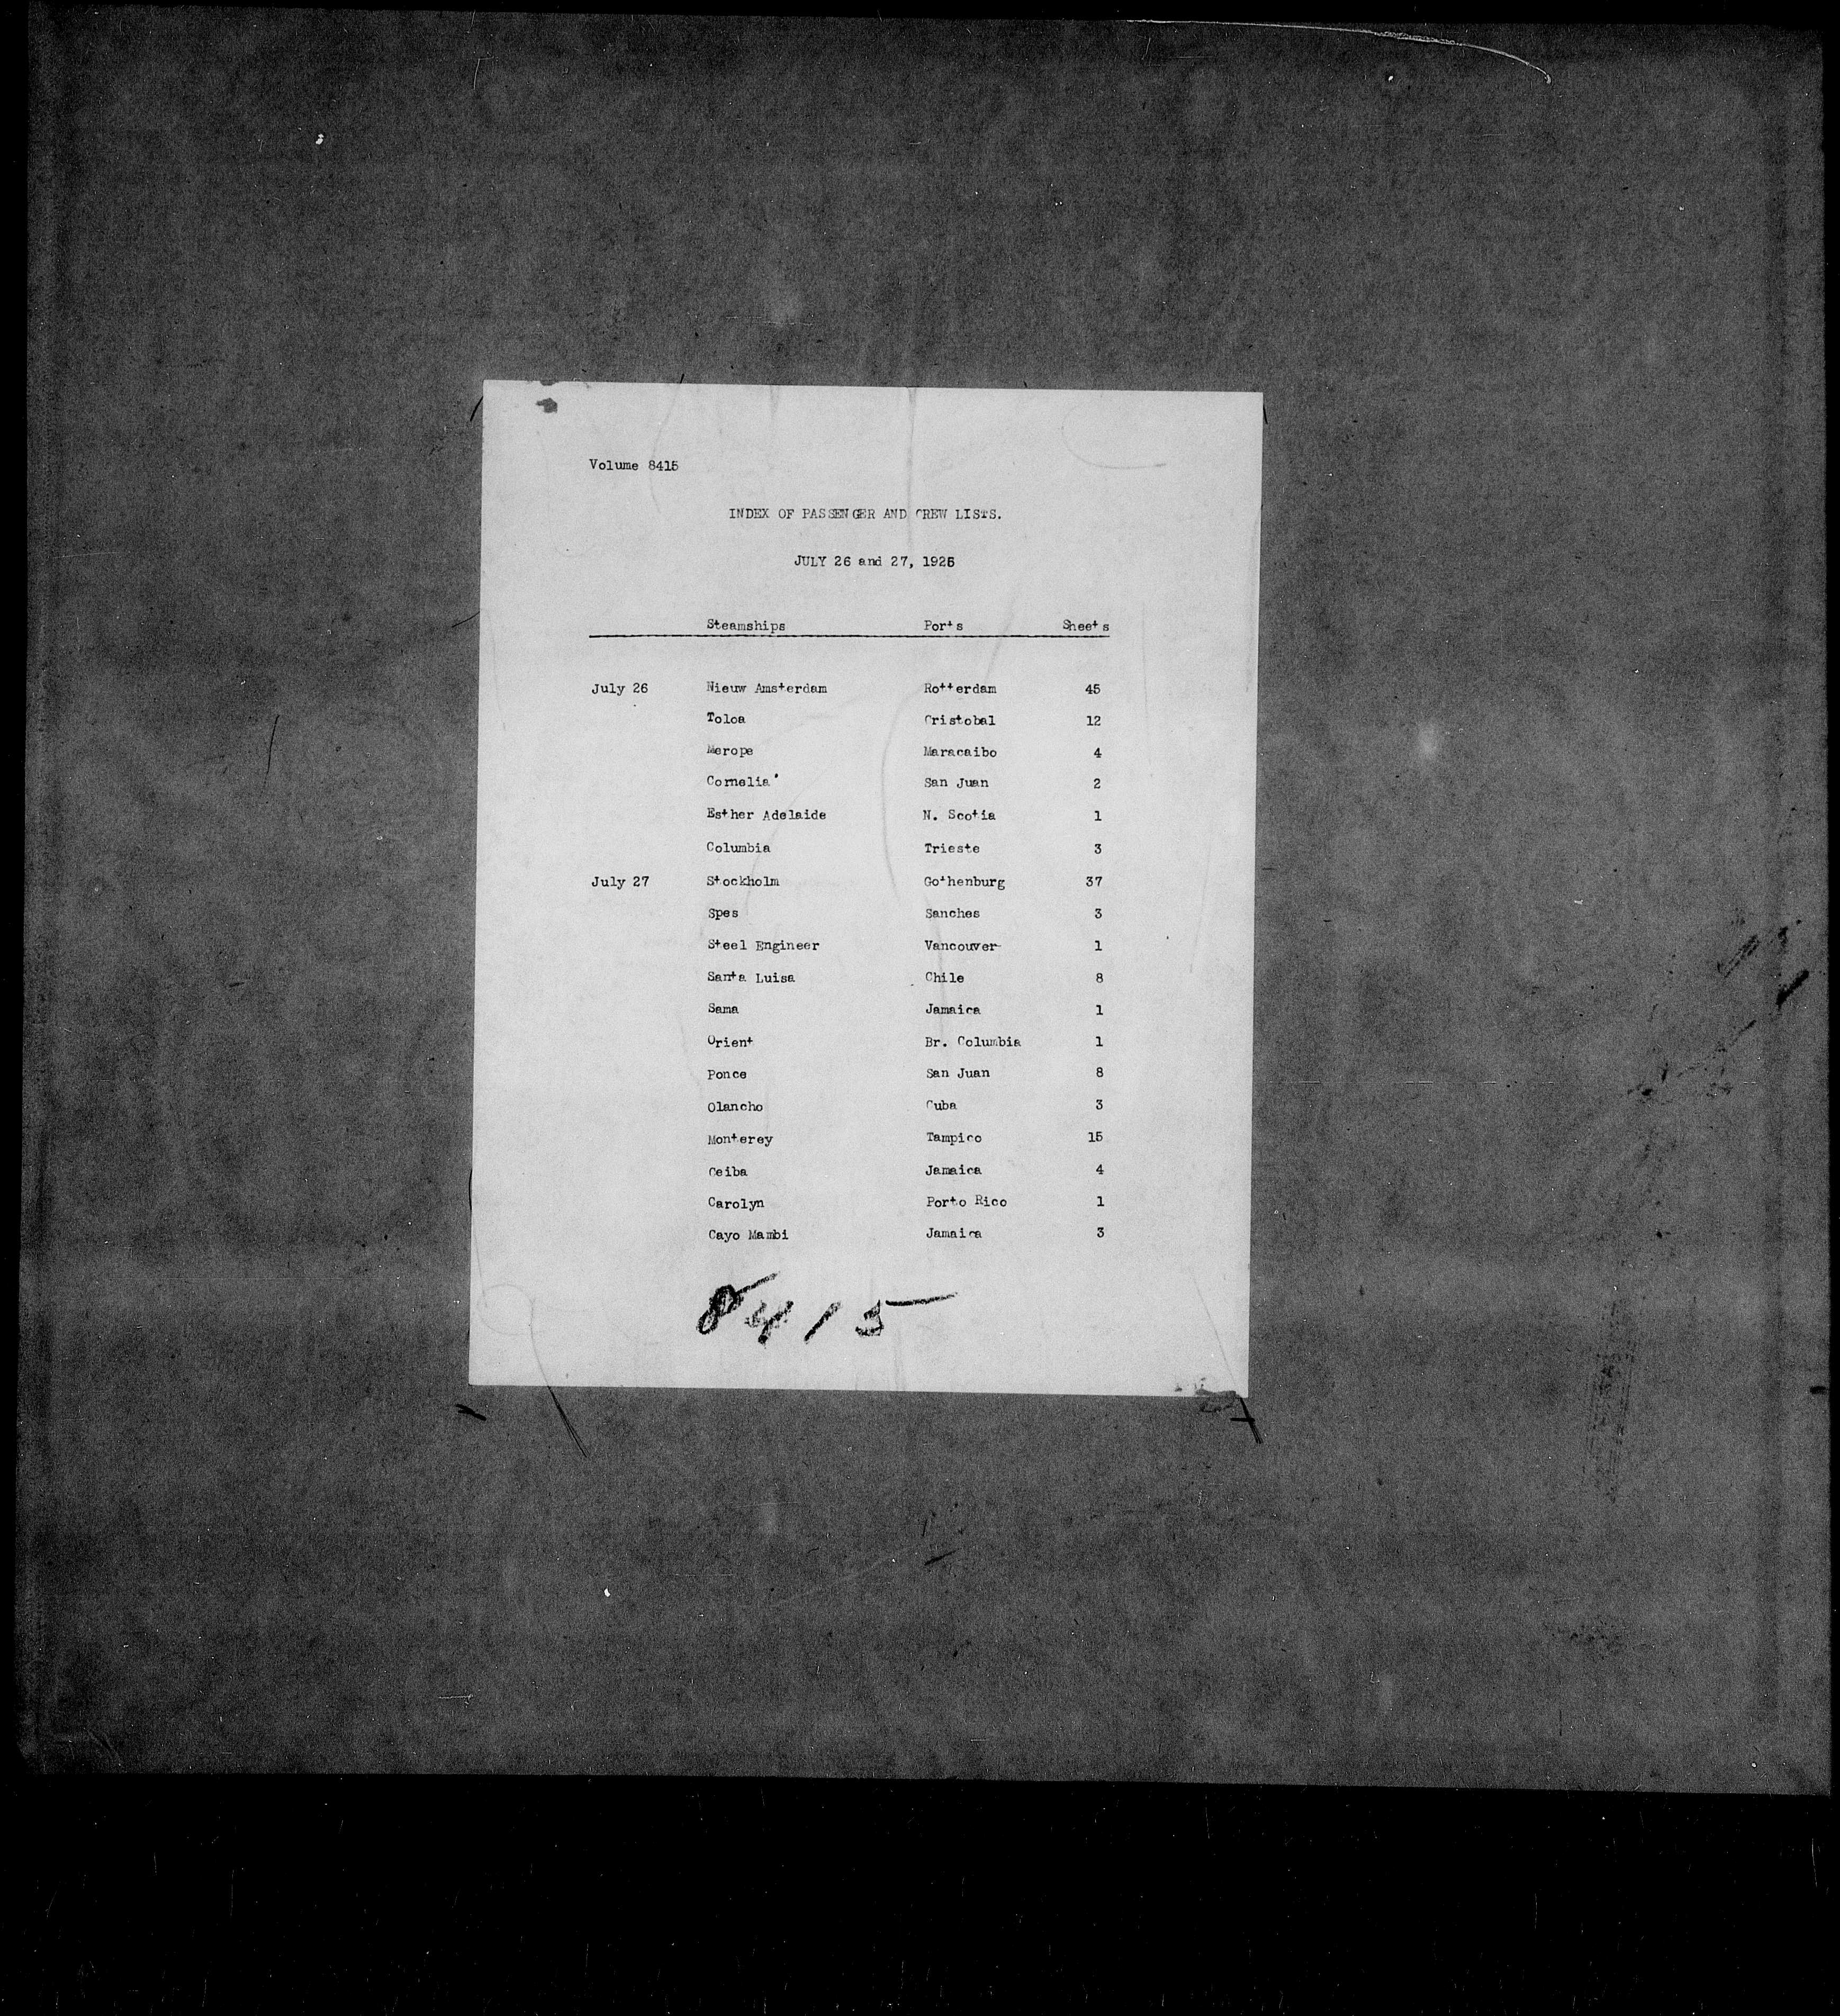 Volume 8415
INDEX OF PASSENGER AND CREW LISTS.
JULY 26 and 27, 1926
Steamships Ports Sheets
July 26 Nieuw Amsterdam Rotterdam 45
Toloa Cristobal 12
Merope Maracaibo 4
Cornelia San Juan 2
Esther Adelaide N. Scotia 1
Columbia Trieste 3
July 27 Stockholm Gothenburg 37
Spes Sanches 3
Steel Engineer Vancouver 1
Santa Luisa Chile 8
Sama Jamaica 1
Orient Br. Columbia 1
Ponce San Juan 8
Olancho Cuba 3
Monterey Tampico 15
Ceiba Jamaica 4
Carolyn Porto Rico 1
Cayo Mambi Jamaica 3
8415